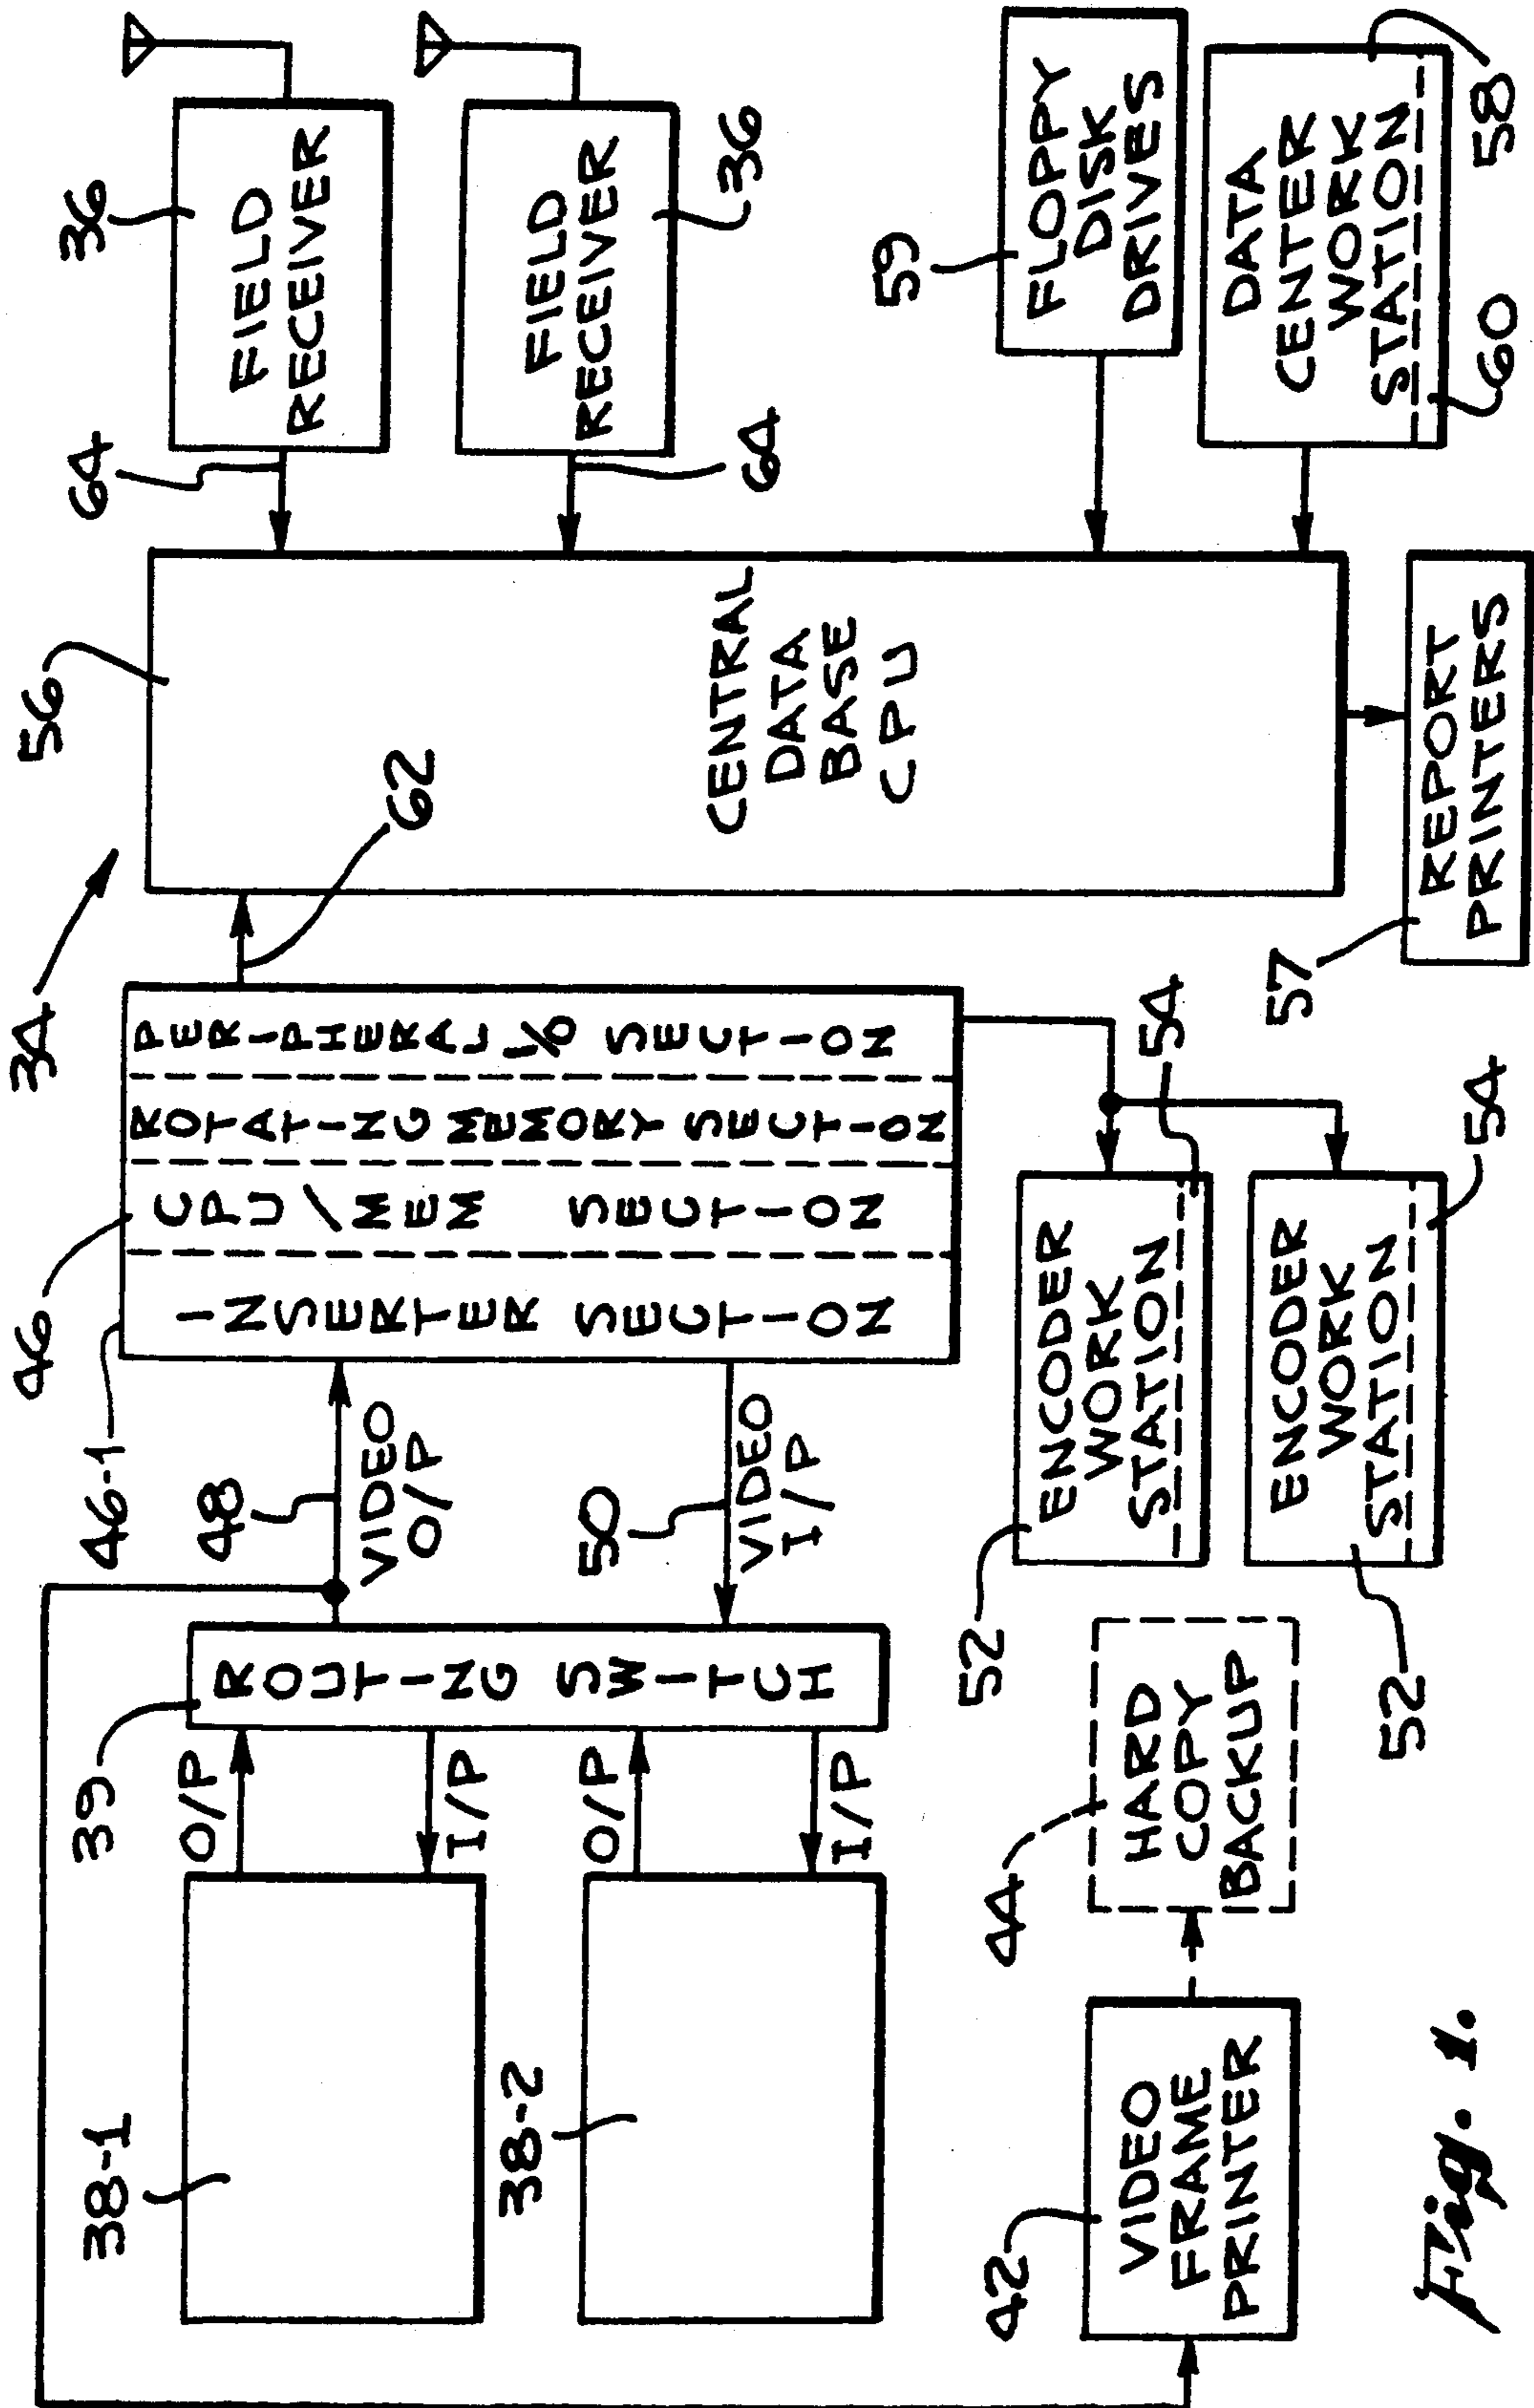 34
56
36
FIELD
RECEIVER
64
36
FIELD
RECEIVER
64
59
FLOPPY
DISK
DRIVES
DATA
CENTER
WORK
STATION
58
60
CENTRAL
DATA
BASE
CPU
62
57
REPORT
PRINTERS
46
46-1
INSERTER SECTION
CPU/MEM SECTION
ROTATING MEMORY SECTION
PERIPHERAL I/O SECTION
48
VIDEO
O/P
50
VIDEO
I/P
39
ROUTING SWITCH
O/P
I/P
O/P
I/P
38-1
38-2
52
ENCODER
WORK
STATION
54
52
ENCODER
WORK
STATION
54
44
HARD
COPY
BACKUP
42
VIDEO
FRAME
PRINTER
Fig. 1.